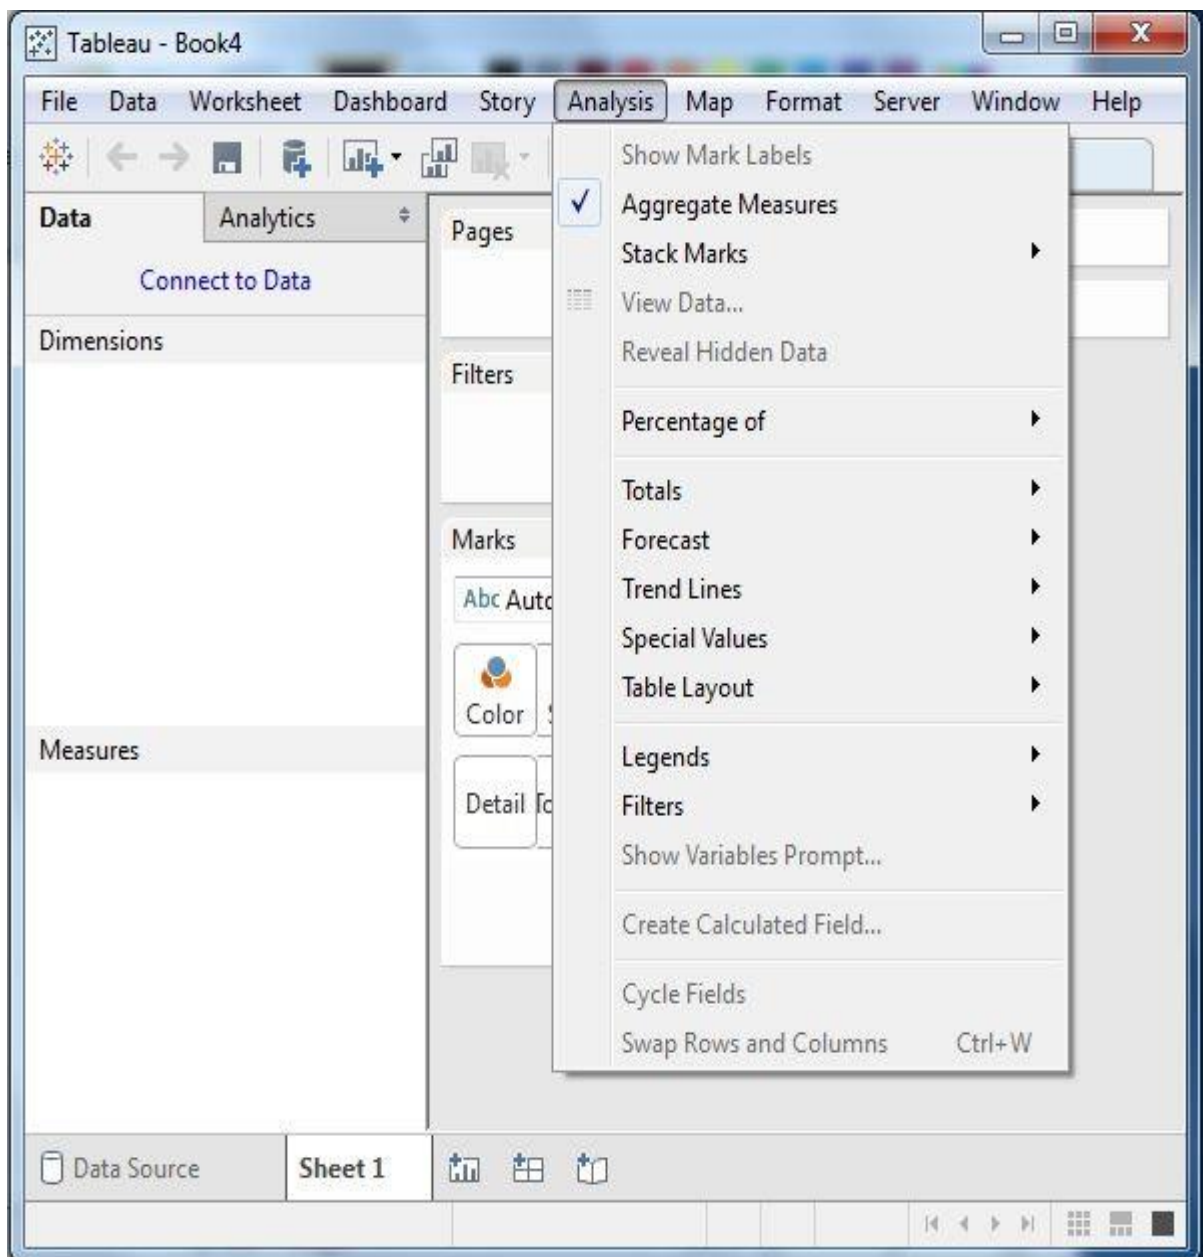 Tableau - Book4
File Data Worksheet Dashboard Story Analysis Map Format Server Window Help
Data Analytics
Connect to Data
Dimensions
Measures
Pages
Filters
Marks
Abc Auto
Color
Detail
Show Mark Labels
Aggregate Measures
Stack Marks
View Data...
Reveal Hidden Data
Percentage of
Totals
Forecast
Trend Lines
Special Values
Table Layout
Legends
Filters
Show Variables Prompt...
Create Calculated Field...
Cycle Fields
Swap Rows and Columns Ctrl+W
Data Source Sheet 1